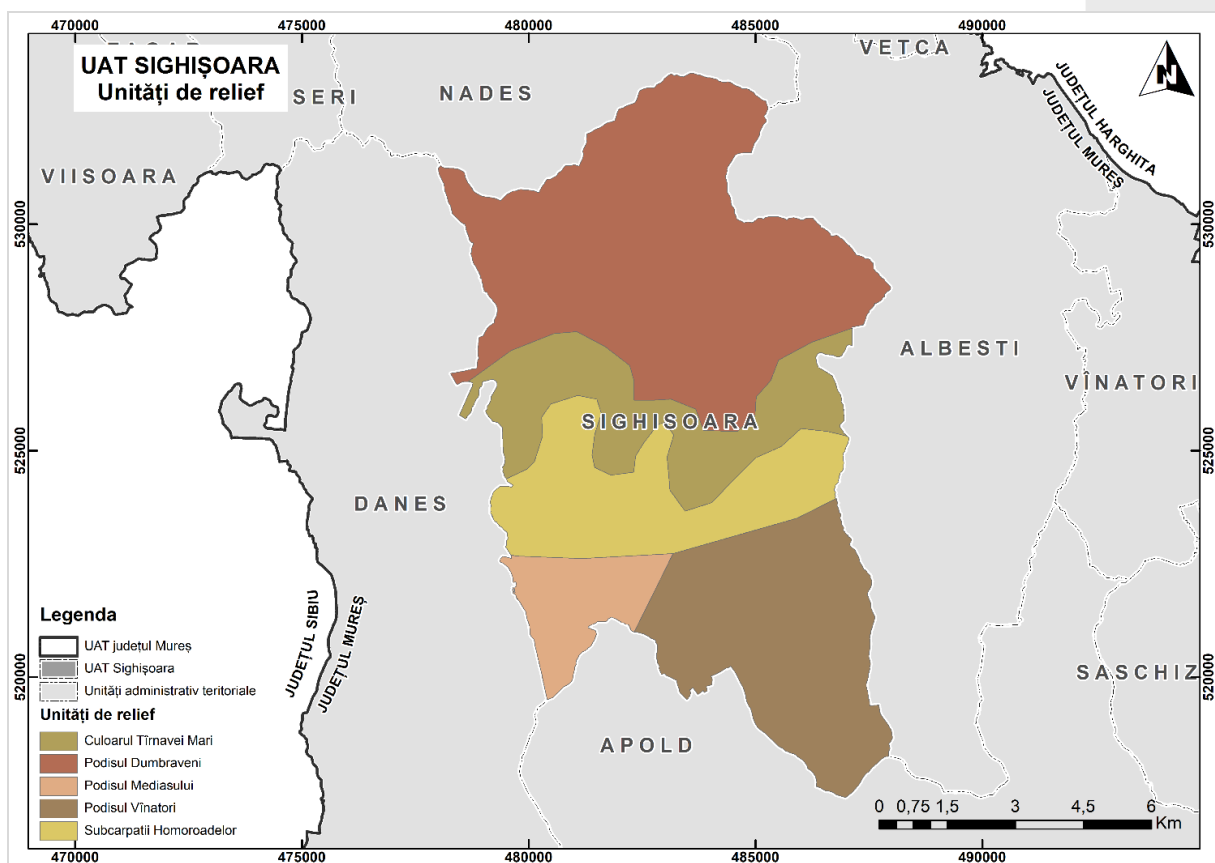 470000 475000 480000 485000 490000
UAT SIGHIȘOARA
Unități de relief
VETCA
N
SERI
NADES
JUDEȚUL HARGHITA
JUDEȚUL MUREȘ
VIISOARA
530000
530000
ALBESTI
VÎNATORI
SIGHISOARA
525000
525000
DANES
Legenda
UAT județul Mureș
UAT Sighișoara
Unități administrativ teritoriale
Unități de relief
Culoarul Tîrnavei Mari
Podisul Dumbraveni
Podisul Mediasului
Podisul Vînatori
Subcarpatii Homoroadelor
JUDEȚUL SIBIU
JUDEȚUL MUREȘ
520000
520000
SASCHIZ
APOLD
0 0,75 1,5 3 4,5 6
Km
470000 475000 480000 485000 490000